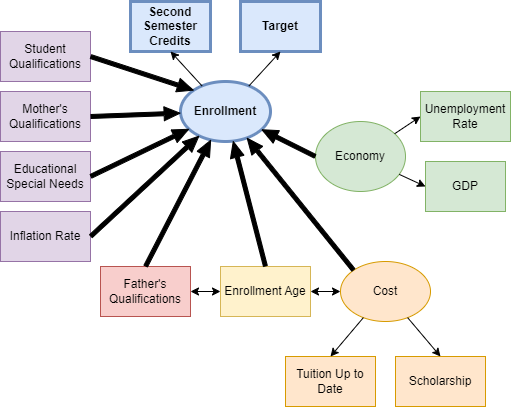 Second
Semester
Credits
Target
Student
Qualifications
Mother's
Qualifications
Educational
Special Needs
Inflation Rate
Enrollment
Economy
Unemployment
Rate
GDP
Father's
Qualifications
Enrollment Age
Cost
Tuition Up to
Date
Scholarship